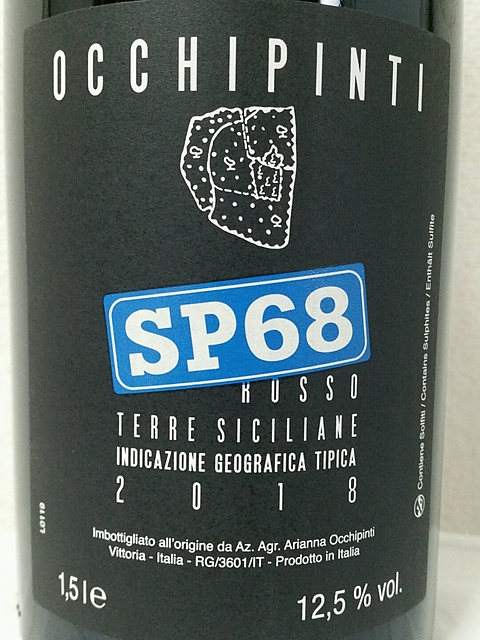 OCCHIPINTI
SP68
ROSSO
TERRE SICILIANE
INDICAZIONE GEOGRAFICA TIPICA
2 0 1 8
Imbottigliato all'origine da Az. Agr. Arianna Occhipinti
Vittoria - Italia - RG/3601/IT - Prodotto in Italia
1,5 l e
12,5 % vol.
L0119
Contiene Solfiti / Contains Sulphites / Enthält Sulfite